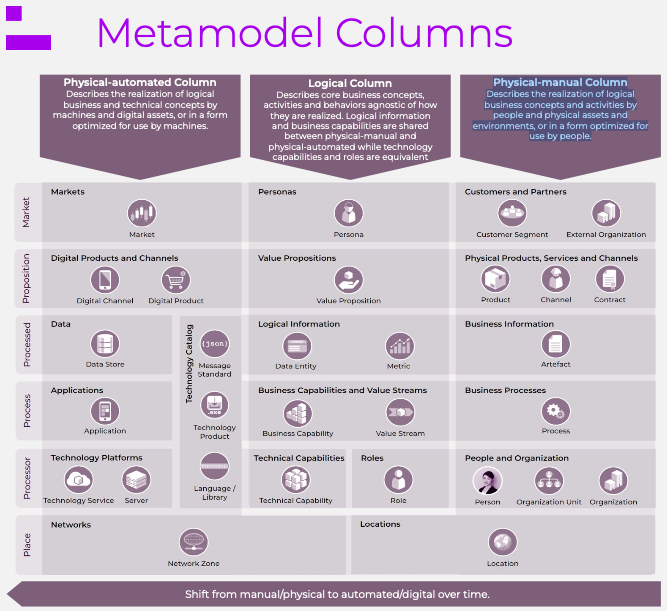 Metamodel Columns
Physical-automated Column
Describes the realization of logical
business and technical concepts by
machines and digital assets, or in a form
optimized for use by machines.
Logical Column
Describes core business concepts,
activities and behaviors agnostic of how
they are realized. Logical information
and business capabilities are shared
between physical-manual and
physical-automated while technology
capabilities and roles are equivalent
Physical-manual Column
Describes the realization of logical
business concepts and activities by
people and physical assets and
environments, or in a form optimized for
use by people.
Market
Markets
Market
Personas
Persona
Customers and Partners
Customer Segment
External Organization
Proposition
Digital Products and Channels
Digital Channel
Digital Product
Value Propositions
Value Proposition
Physical Products, Services and Channels
Product
Channel
Contract
Processed
Data
Data Store
Technology Catalog
{json}
Message
Standard
Logical Information
Data Entity
Metric
Business Information
Artefact
Process
Applications
Application
.exe
Technology
Product
Business Capabilities and Value Streams
Business Capability
Value Stream
Business Processes
Process
Processor
Technology Platforms
Technology Service
Server
Language /
Library
Technical Capabilities
Technical Capability
Roles
Role
People and Organization
Person
Organization Unit
Organization
Place
Networks
Network Zone
Locations
Location
Shift from manual/physical to automated/digital over time.